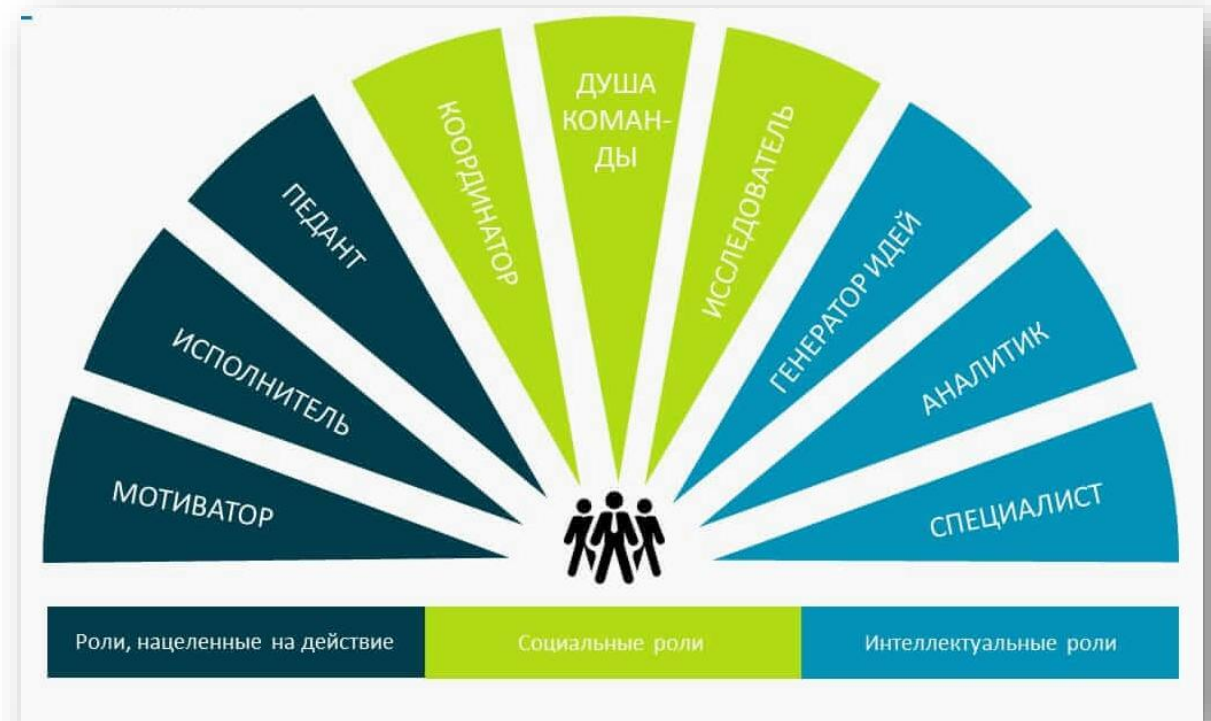 МОТИВАТОР
ИСПОЛНИТЕЛЬ
ПЕДАНТ
КООРДИНАТОР
ДУША
КОМАН-
ДЫ
ИССЛЕДОВАТЕЛЬ
ГЕНЕРАТОР ИДЕЙ
АНАЛИТИК
СПЕЦИАЛИСТ
Роли, нацеленные на действие
Социальные роли
Интеллектуальные роли